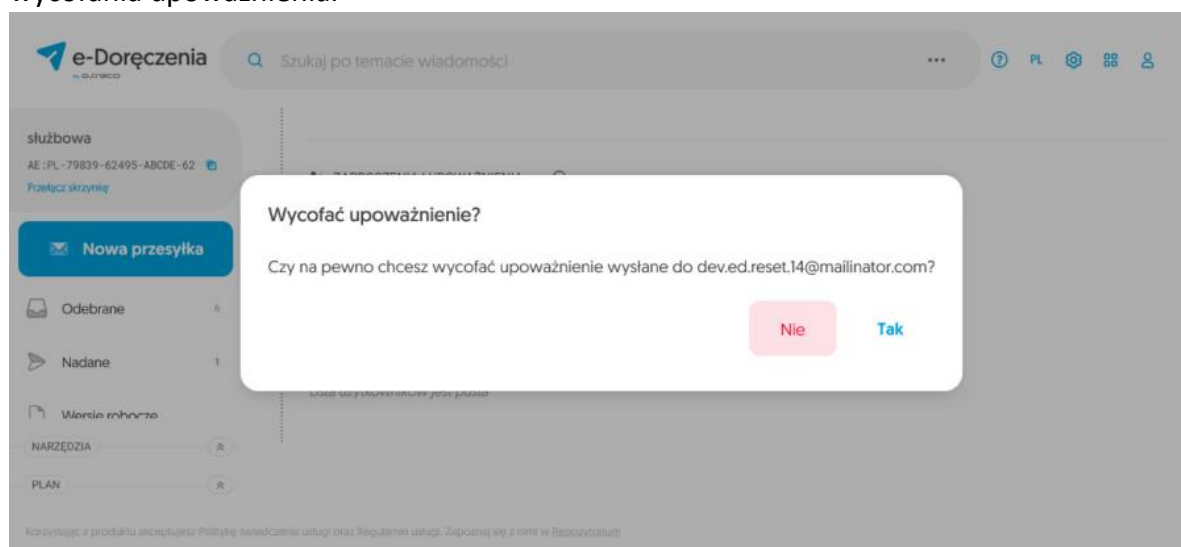 wycofania upoważnienia.
e-Doręczenia
by asseco
Szukaj po temacie wiadomości
PL
służbowa
AE:PL-79839-62495-ABCDE-62
Przełącz skrzynkę
Nowa przesyłka
Odebrane 6
Nadane 1
Wersje robocze
NARZĘDZIA
PLAN
Wycofać upoważnienie?
Czy na pewno chcesz wycofać upoważnienie wysłane do dev.ed.reset.14@mailinator.com?
Nie Tak
Lista użytkowników jest pusta
Korzystając z produktu akceptujesz Politykę świadczenia usługi oraz Regulamin usługi. Zapoznaj się z nimi w Repozytorium